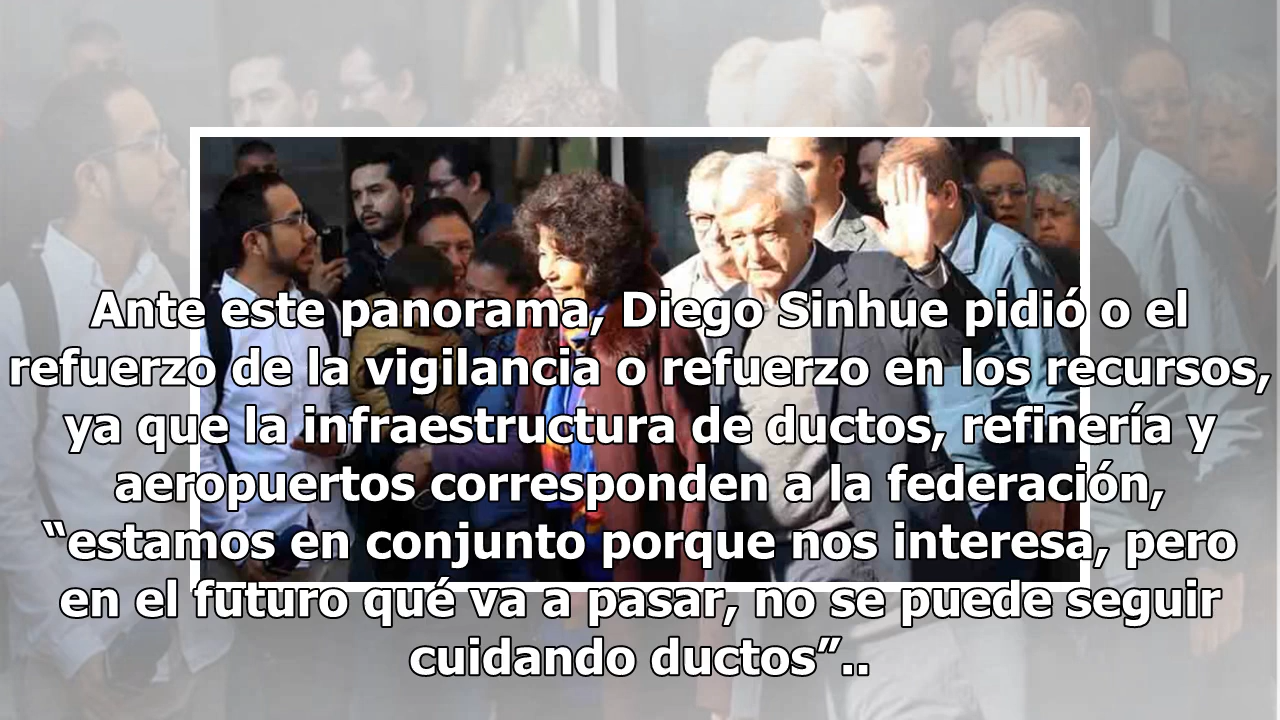 Ante este panorama, Diego Sinhue pidió o el
refuerzo de la vigilancia o refuerzo en los recursos,
ya que la infraestructura de ductos, refinería y
aeropuertos corresponden a la federación,
“estamos en conjunto porque nos interesa, pero
en el futuro qué va a pasar, no se puede seguir
cuidando ductos”..